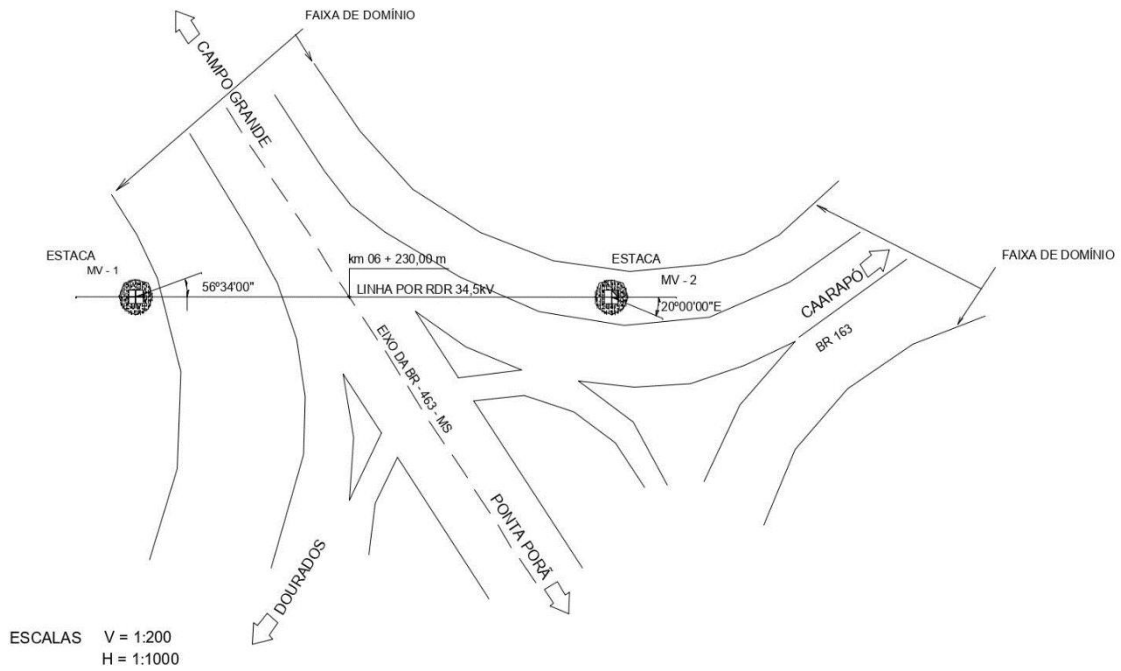 FAIXA DE DOMÍNIO
CAMPO GRANDE
ESTACA
MV - 1
56º34'00"
km 06 + 230,00 m
LINHA POR RDR 34,5kV
ESTACA
MV - 2
20º00'00"E
FAIXA DE DOMÍNIO
CAARAPÓ
BR 163
EIXO DA BR - 463 - MS
PONTA PORÃ
DOURADOS
ESCALAS V = 1:200
H = 1:1000